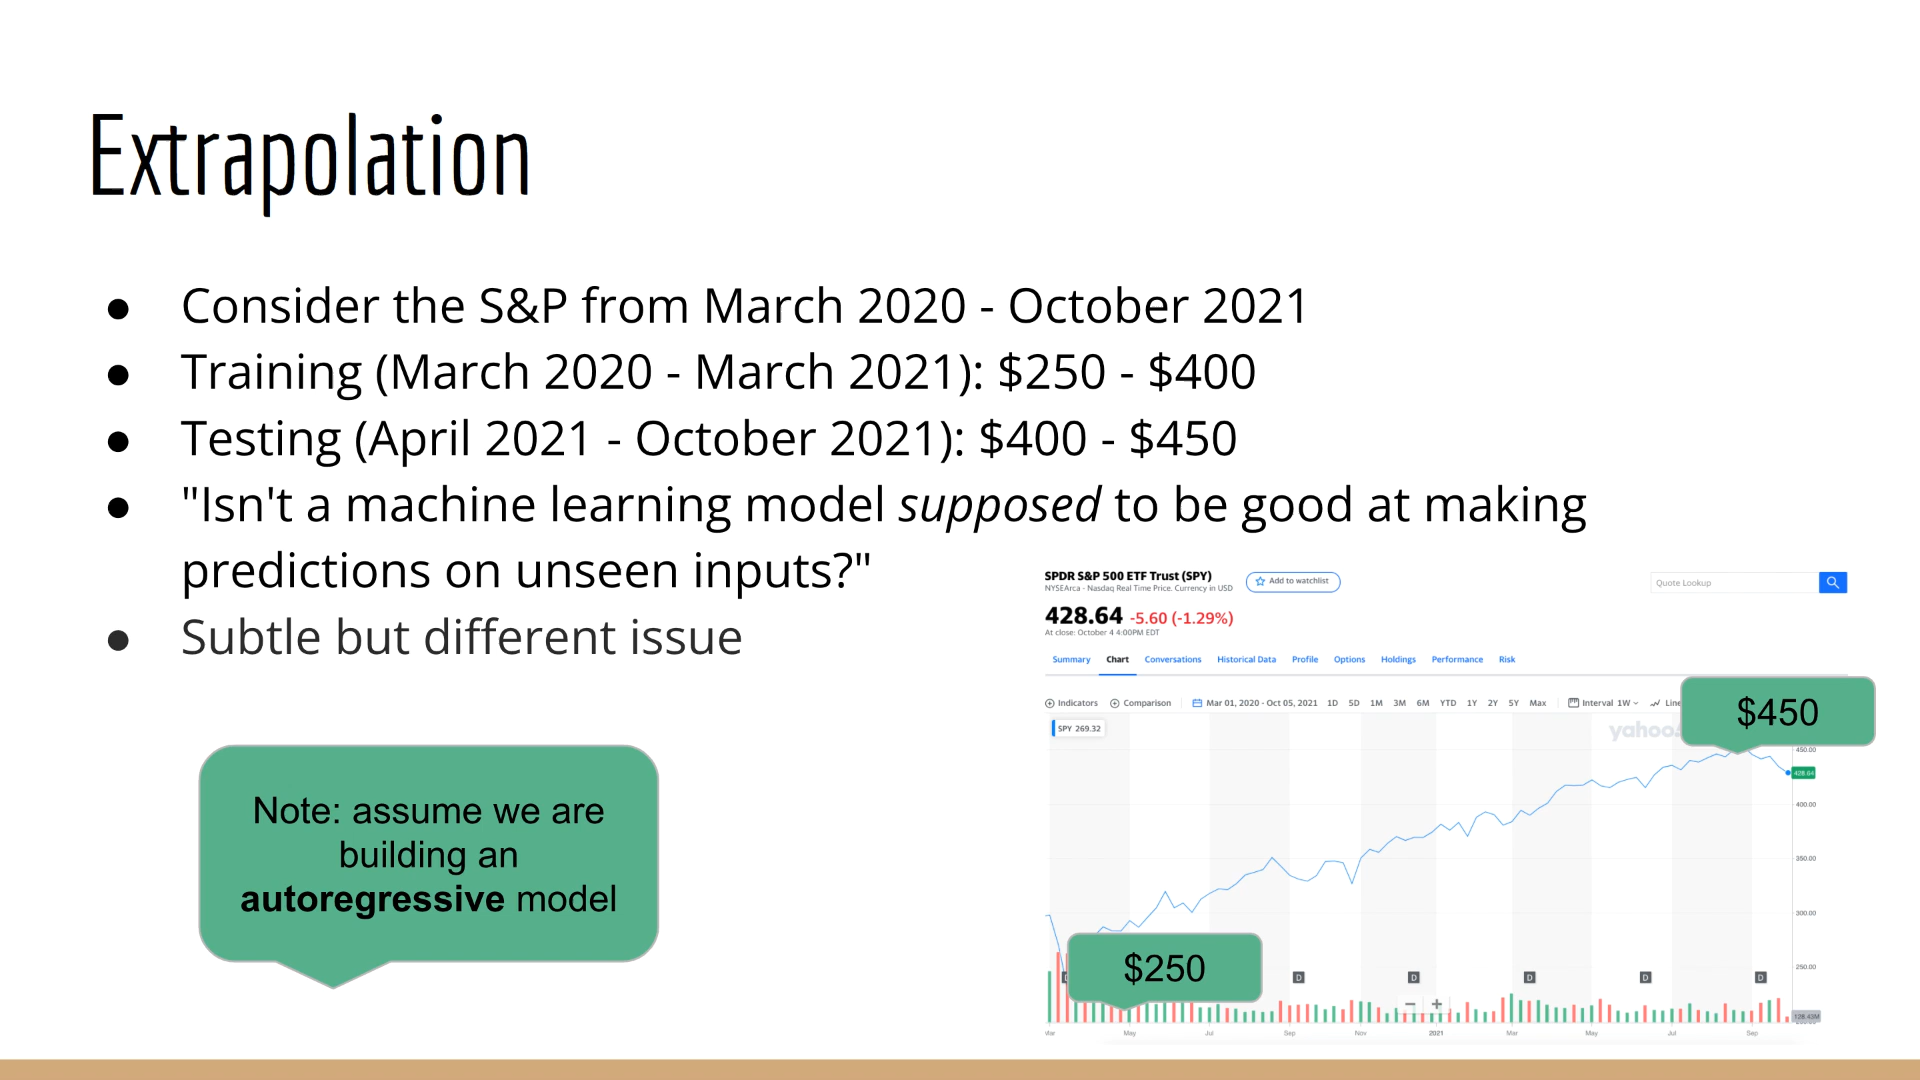 Extrapolation
● Consider the S&P from March 2020 - October 2021
● Training (March 2020 - March 2021): $250 - $400
● Testing (April 2021 - October 2021): $400 - $450
● "Isn't a machine learning model supposed to be good at making
predictions on unseen inputs?"
● Subtle but different issue
Note: assume we are
building an
autoregressive model
SPDR S&P 500 ETF Trust (SPY)
Add to watchlist
Quote Lookup
NYSEArca - Nasdaq Real Time Price. Currency in USD
428.64 -5.60 (-1.29%)
At close: October 4 4:00PM EDT
Summary Chart Conversations Historical Data Profile Options Holdings Performance Risk
Indicators Comparison Mar 01, 2020 - Oct 05, 2021 1D 5D 1M 3M 6M YTD 1Y 2Y 5Y Max Interval 1W Line
$450
SPY 269.32
yahoo
450.00
428.64
400.00
350.00
300.00
250.00
$250
D D D D D
128.43M
May Jul Sep Nov 2021 Mar May Jul Sep